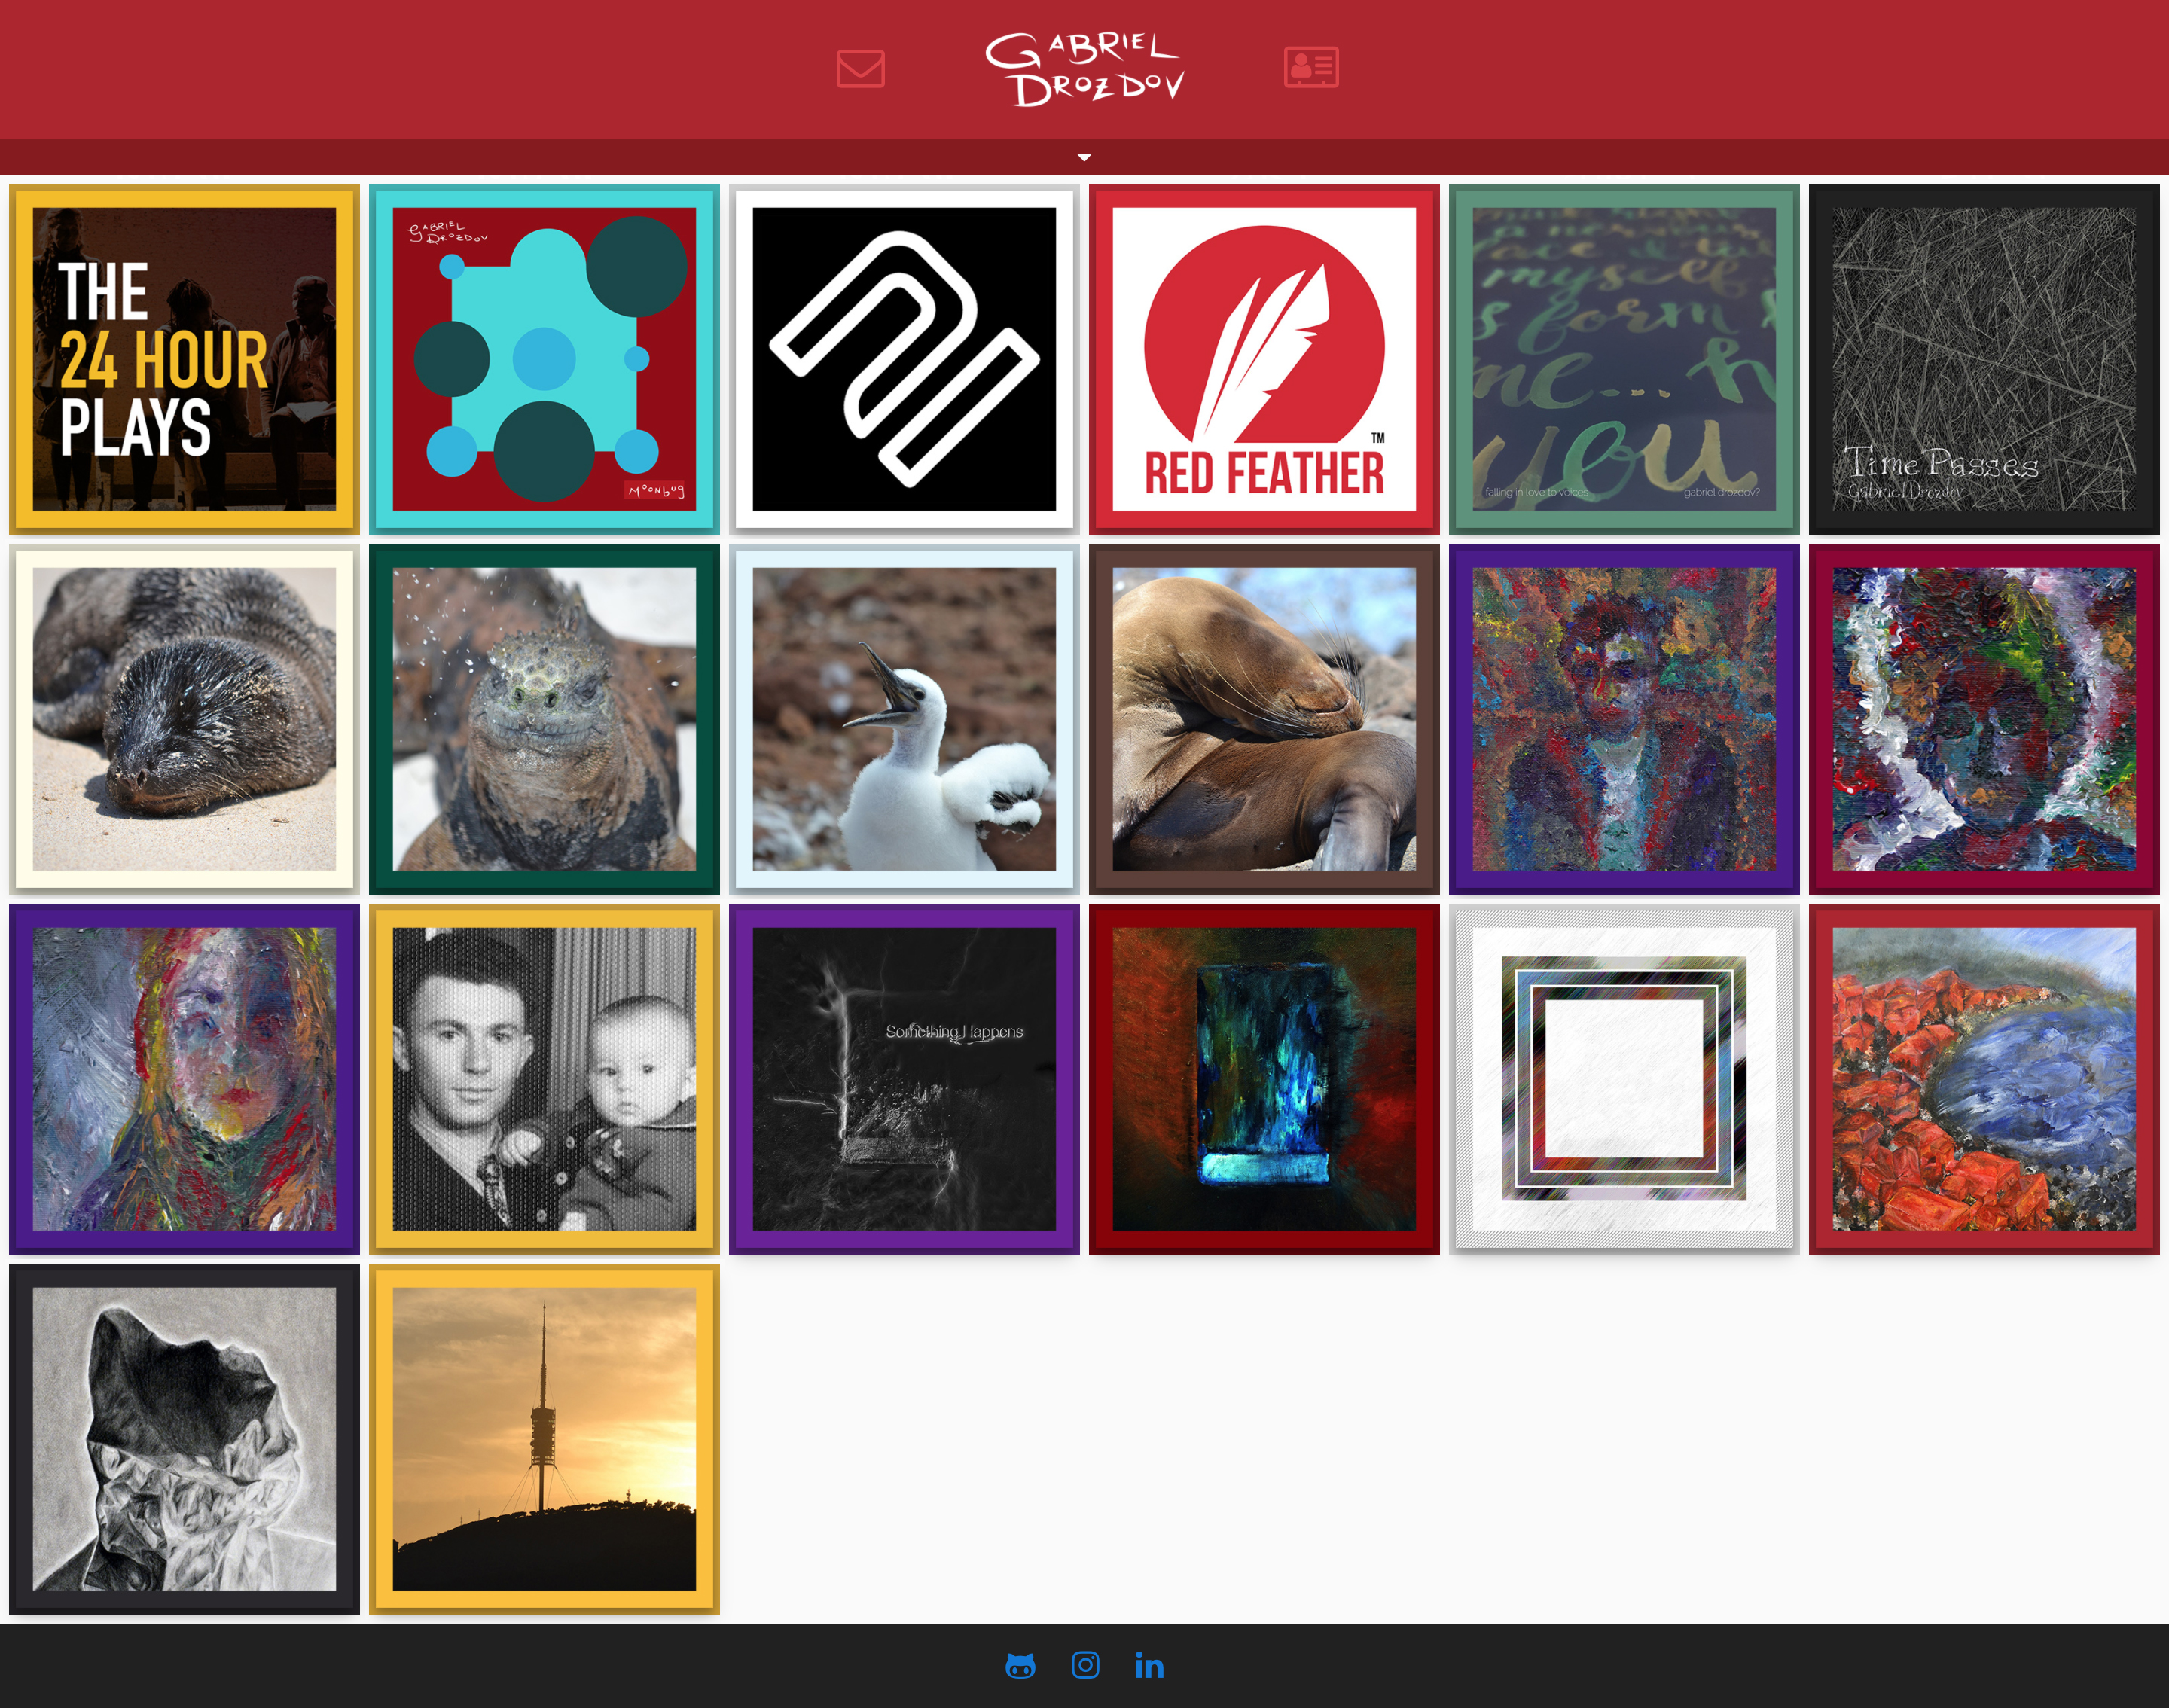 GABRIEL
DROZDOV
THE
24 HOUR
PLAYS
GABRIEL
DROZDOV
MOONbug
TM
RED FEATHER
myself
form
me...
you
falling in love to voices
gabriel drozdov?
Time Passes
Gabriel Drozdov
Something Happens
in